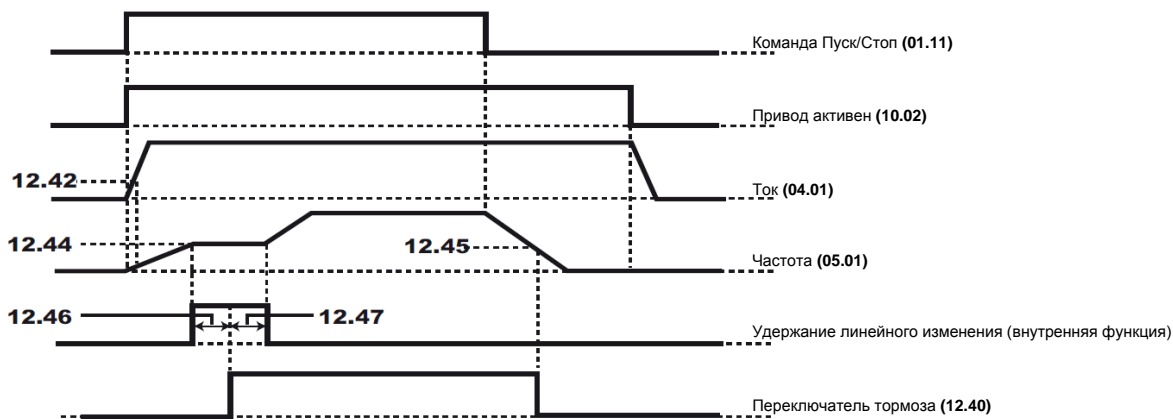 Команда Пуск/Стоп (01.11)
Привод активен (10.02)
12.42
Ток (04.01)
12.44
12.45
Частота (05.01)
12.46
12.47
Удержание линейного изменения (внутренняя функция)
Переключатель тормоза (12.40)